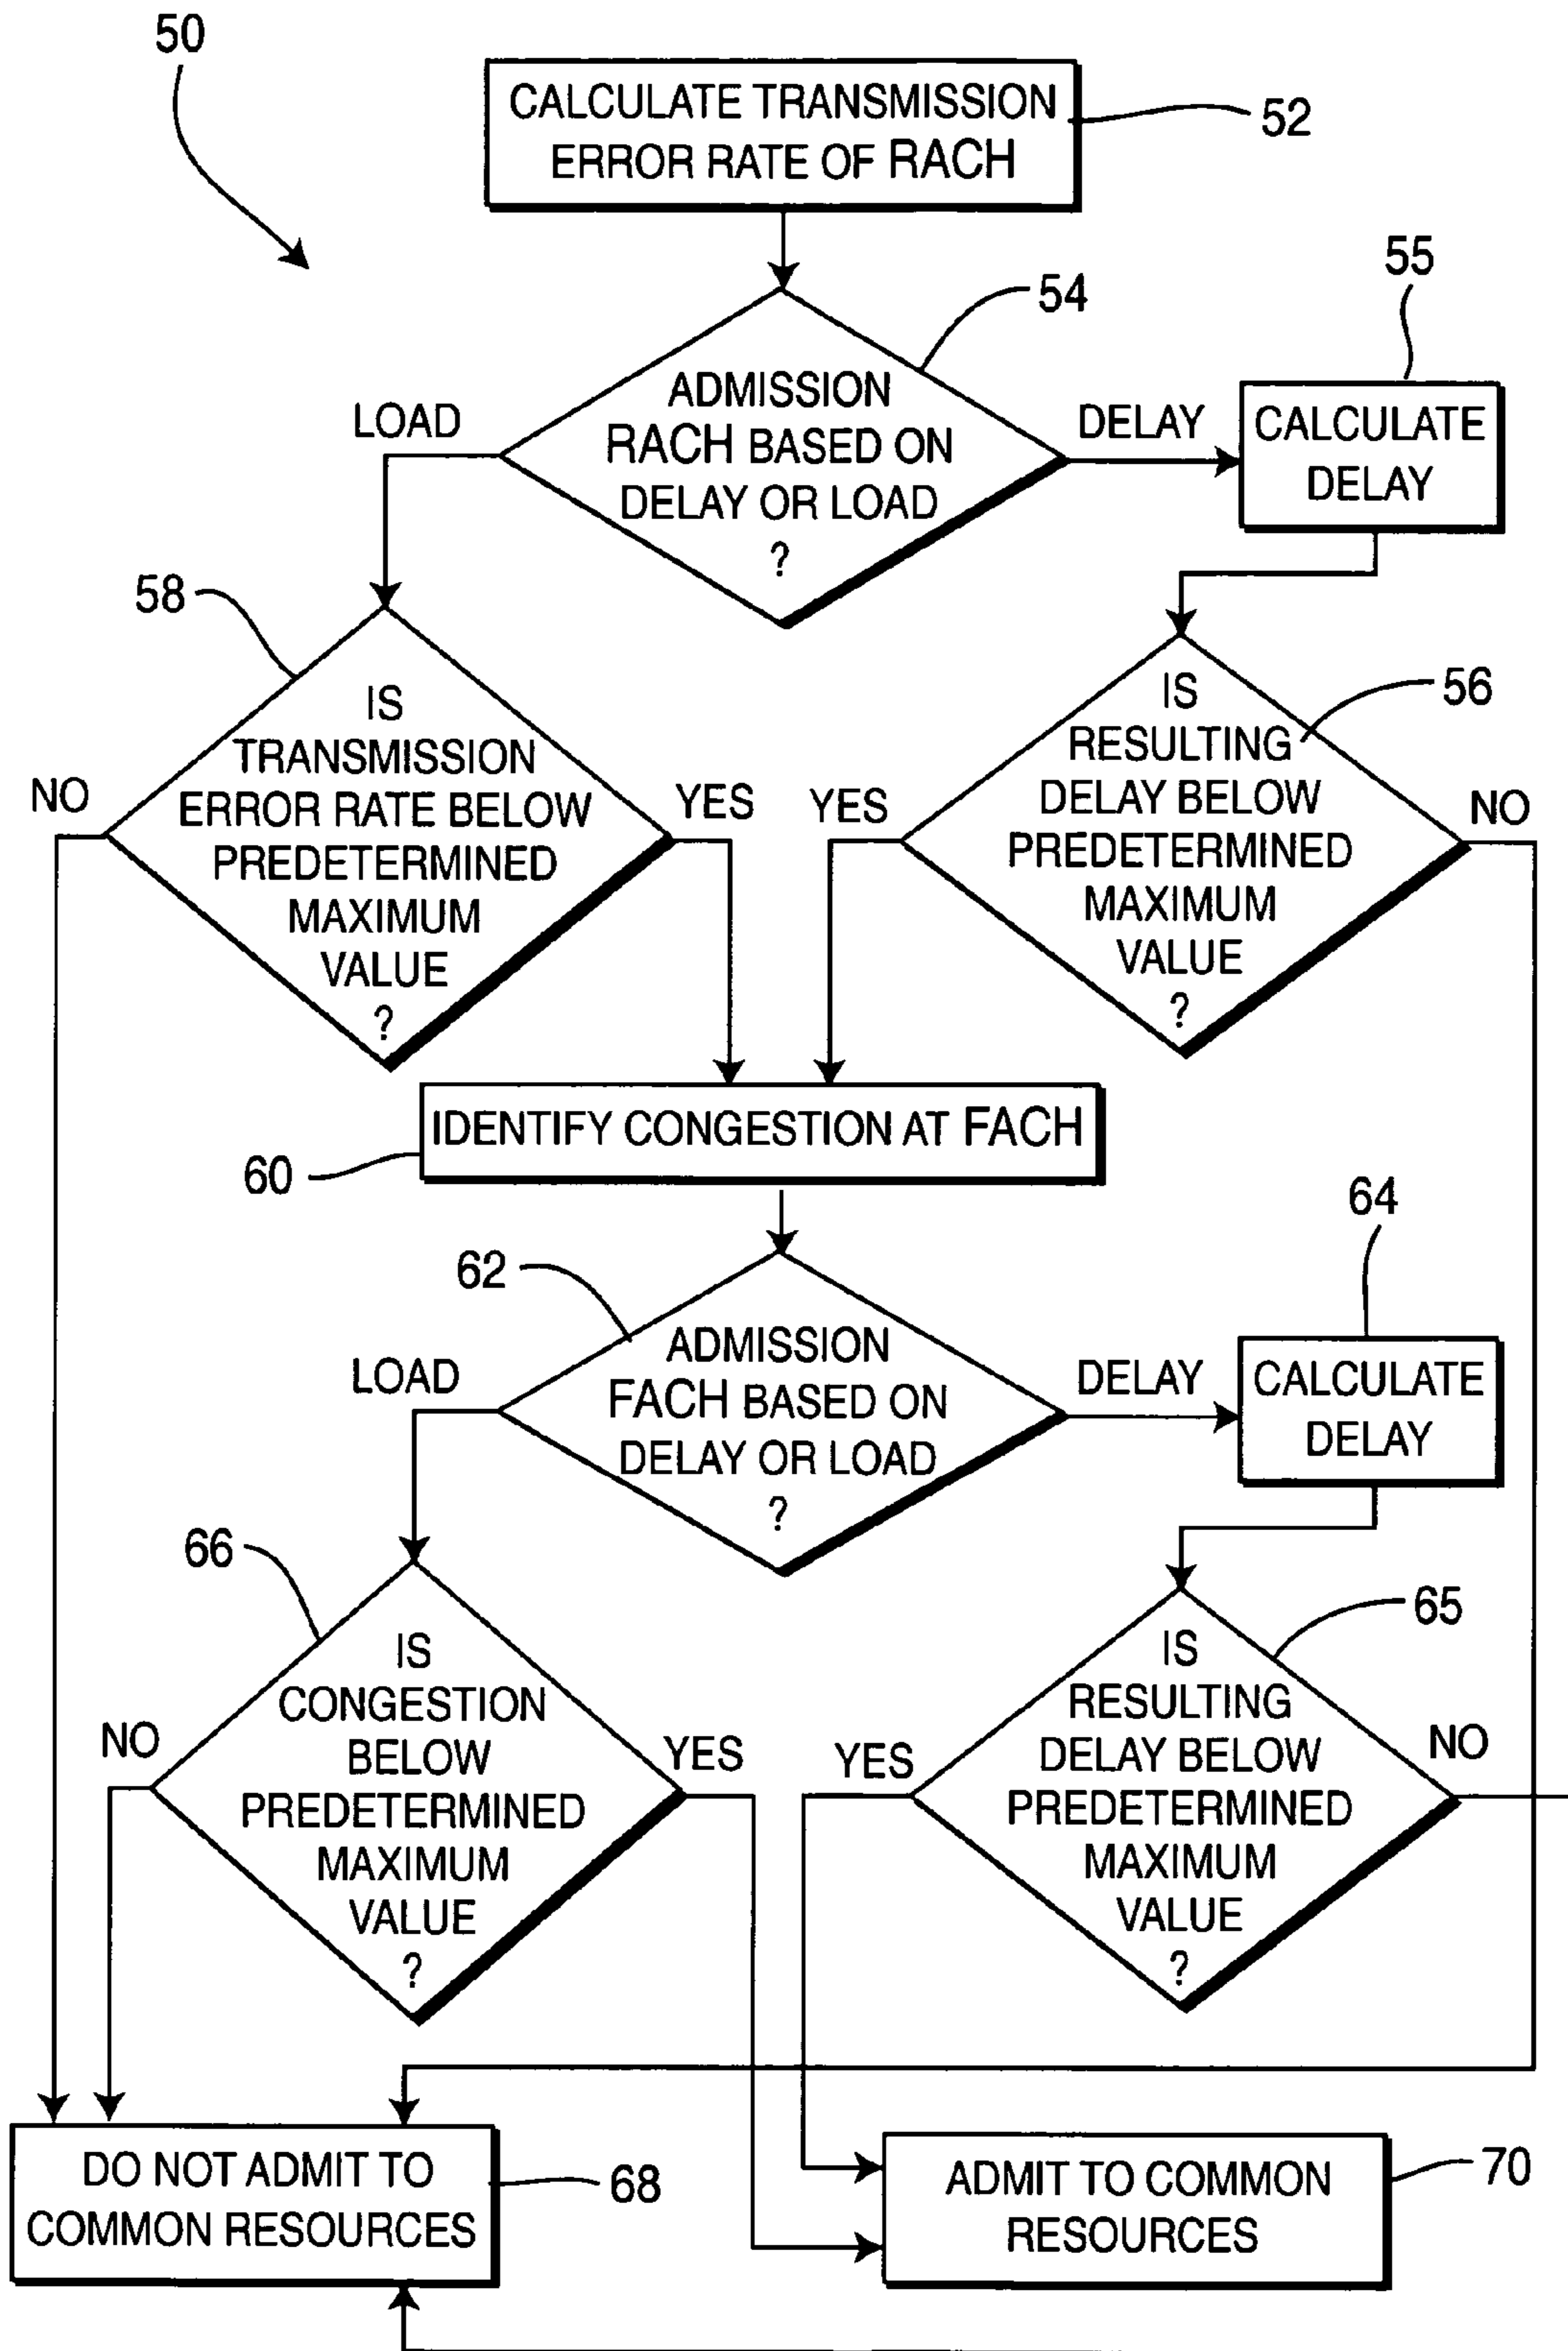 50
CALCULATE TRANSMISSION
ERROR RATE OF RACH
52
54
55
ADMISSION
RACH BASED ON
DELAY OR LOAD
?
LOAD
DELAY
CALCULATE
DELAY
58
IS
TRANSMISSION
ERROR RATE BELOW
PREDETERMINED
MAXIMUM
VALUE
?
NO
YES
56
IS
RESULTING
DELAY BELOW
PREDETERMINED
MAXIMUM
VALUE
?
YES
NO
IDENTIFY CONGESTION AT FACH
60
62
64
ADMISSION
FACH BASED ON
DELAY OR LOAD
?
LOAD
DELAY
CALCULATE
DELAY
66
IS
CONGESTION
BELOW
PREDETERMINED
MAXIMUM
VALUE
?
NO
YES
65
IS
RESULTING
DELAY BELOW
PREDETERMINED
MAXIMUM
VALUE
?
YES
NO
DO NOT ADMIT TO
COMMON RESOURCES
68
ADMIT TO COMMON
RESOURCES
70